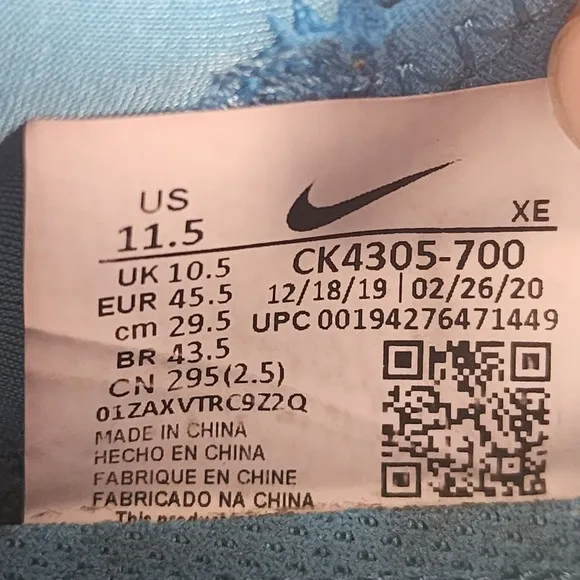 US
11.5
XE
UK 10.5
EUR 45.5
cm 29.5
BR 43.5
CN 295(2.5)
CK4305-700
12/18/19 | 02/26/20
UPC 00194276471449
01ZAXVTRC9Z2Q
MADE IN CHINA
HECHO EN CHINA
FABRIQUE EN CHINE
FABRICADO NA CHINA
This product